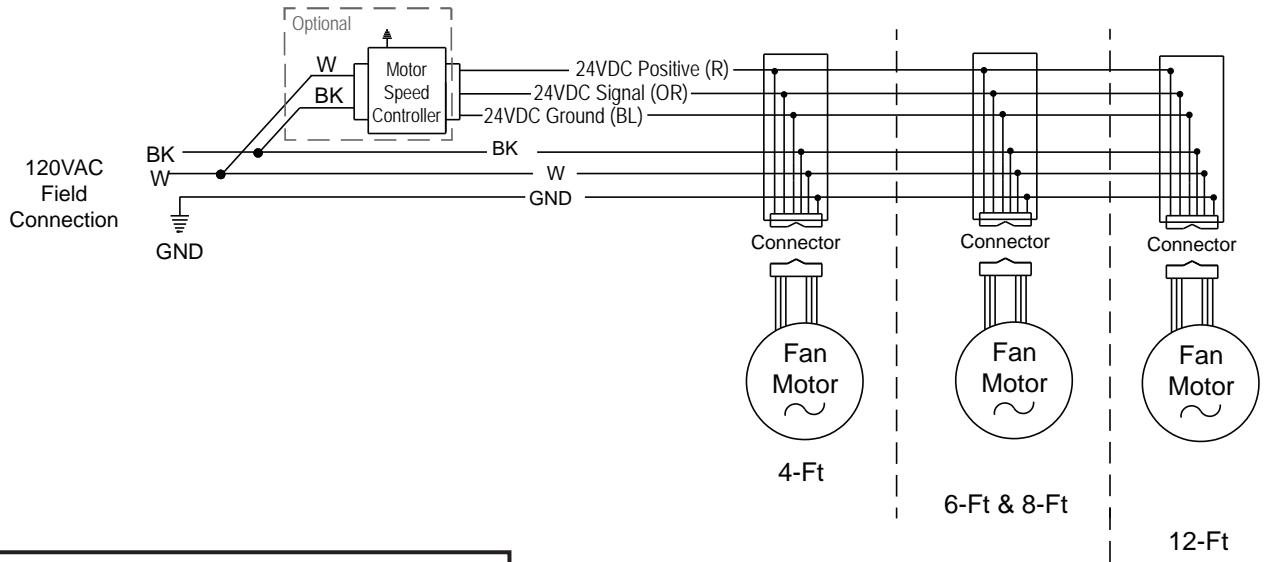 Optional
W
BK
Motor
Speed
Controller
24VDC Positive (R)
24VDC Signal (OR)
24VDC Ground (BL)
120VAC
Field
Connection
BK
W
GND
BK
W
GND
Connector
Connector
Connector
Fan
Motor
Fan
Motor
Fan
Motor
4-Ft
6-Ft & 8-Ft
12-Ft